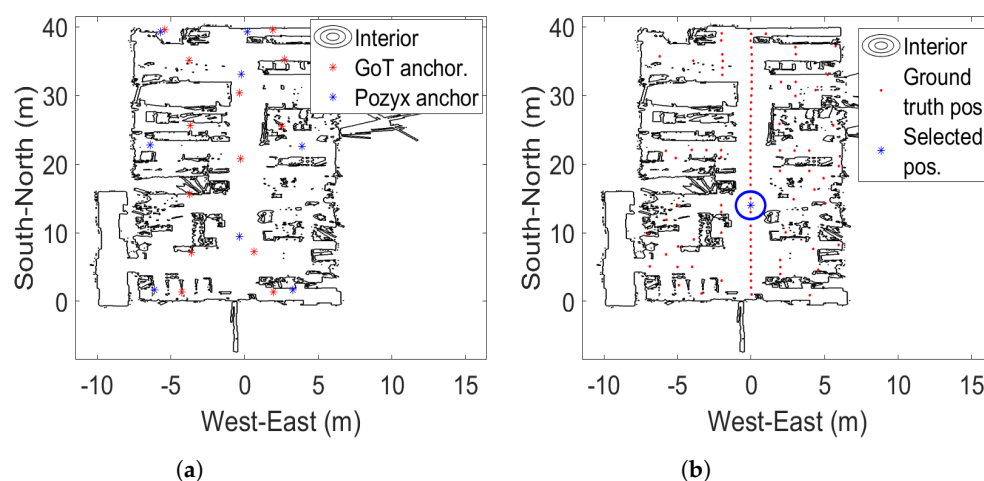 40
30
20
10
0
South-North (m)
-10 -5 0 5 10 15
West-East (m)
Interior
GoT anchor.
Pozyx anchor
(a)
40
30
20
10
0
South-North (m)
-10 -5 0 5 10 15
West-East (m)
Interior
Ground
truth pos
Selected
pos.
(b)